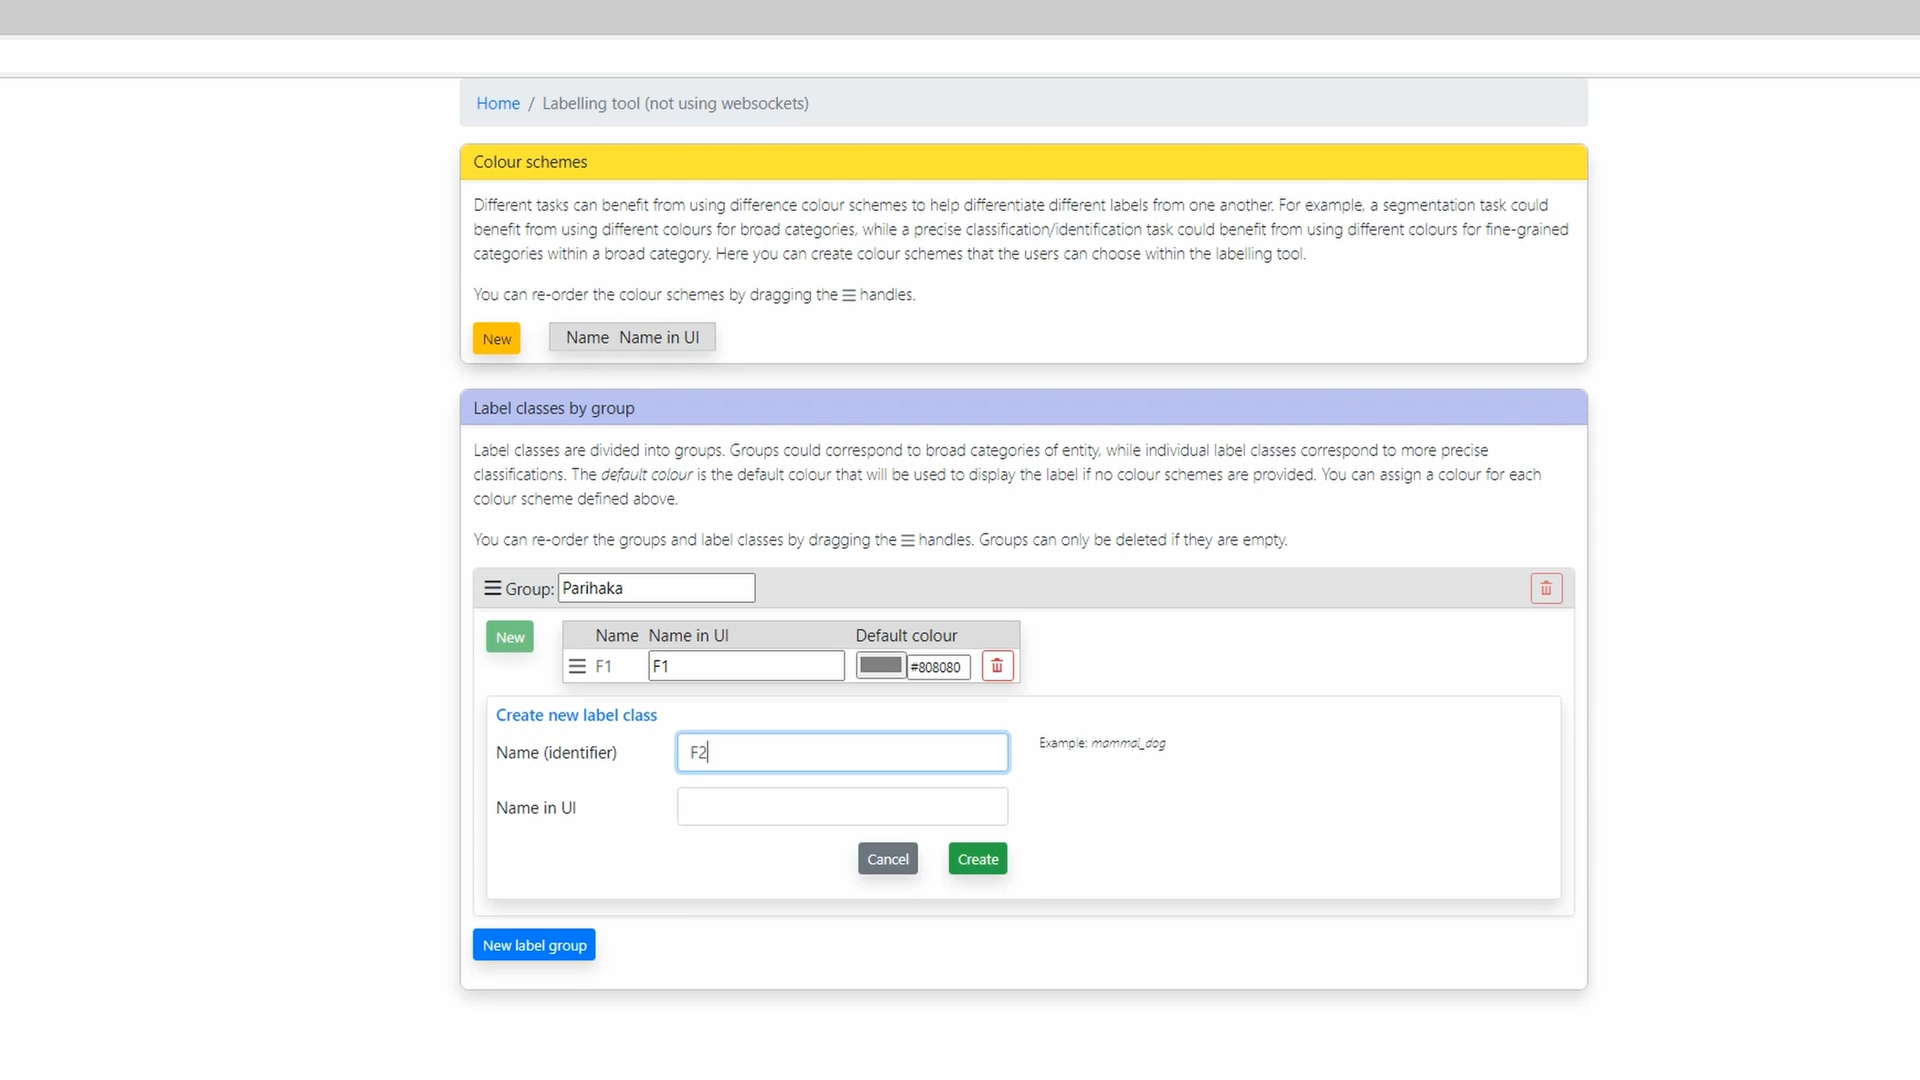 Home / Labelling tool (not using websockets)
Colour schemes
Different tasks can benefit from using difference colour schemes to help differentiate different labels from one another. For example, a segmentation task could
benefit from using different colours for broad categories, while a precise classification/identification task could benefit from using different colours for fine-grained
categories within a broad category. Here you can create colour schemes that the users can choose within the labelling tool.
You can re-order the colour schemes by dragging the ☰ handles.
New Name Name in UI
Label classes by group
Label classes are divided into groups. Groups could correspond to broad categories of entity, while individual label classes correspond to more precise
classifications. The default colour is the default colour that will be used to display the label if no colour schemes are provided. You can assign a colour for each
colour scheme defined above.
You can re-order the groups and label classes by dragging the ☰ handles. Groups can only be deleted if they are empty.
Group: Parihaka
New Name Name in UI Default colour
F1 F1 #808080
Create new label class
Name (identifier) F2 Example: mammal_dog
Name in UI
Cancel Create
New label group